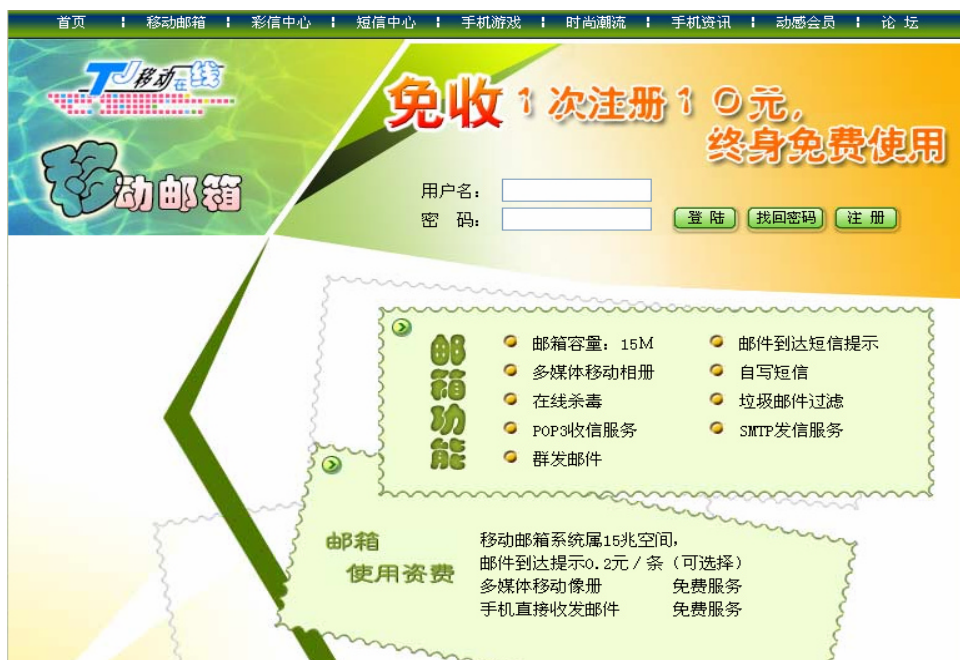 首页 ┇ 移动邮箱 ┇ 彩信中心 ┇ 短信中心 ┇ 手机游戏 ┇ 时尚潮流 ┇ 手机资讯 ┇ 动感会员 ┇ 论 坛
TJ移动在线
移动邮箱
免收1次注册10元,
终身免费使用
用户名:
密 码:
登 陆 找回密码 注 册
邮箱功能
邮箱容量: 15M 邮件到达短信提示
多媒体移动相册 自写短信
在线杀毒 垃圾邮件过滤
POP3收信服务 SMTP发信服务
群发邮件
邮箱
使用资费
移动邮箱系统属15兆空间,
邮件到达提示0.2元/条（可选择）
多媒体移动像册 免费服务
手机直接收发邮件 免费服务